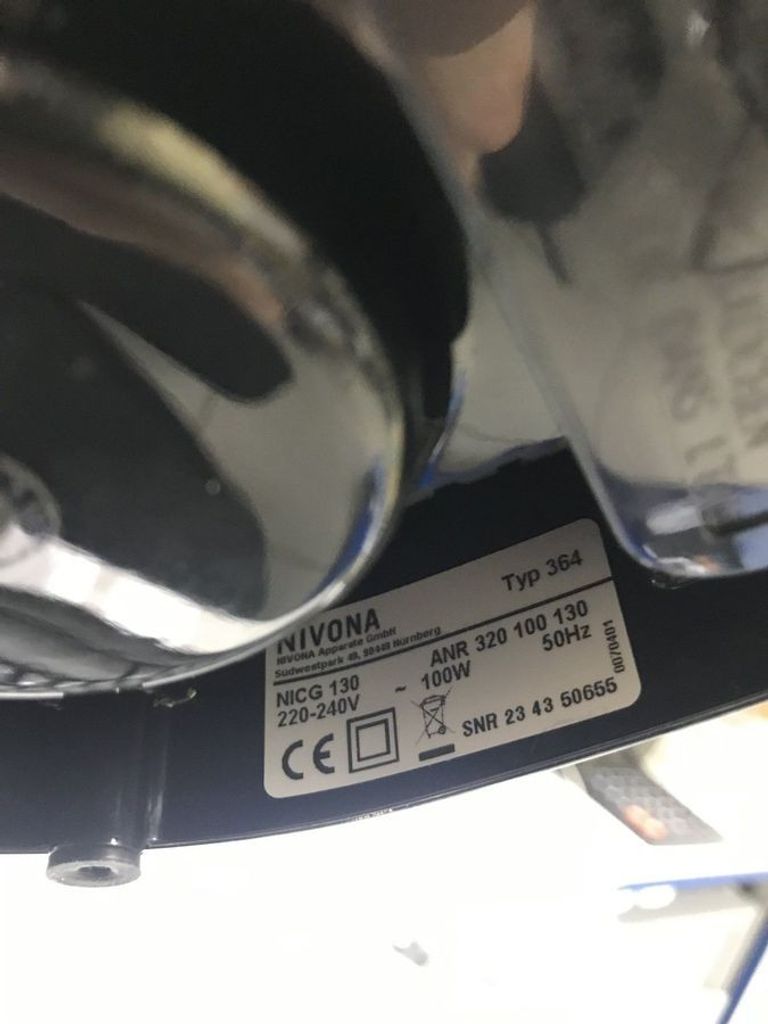 NIVONA
NIVONA Apparate GmbH
Südwestpark 49, 90449 Nürnberg
Typ 364
NICG 130
ANR 320 100 130
220-240V ~ 100W
50Hz
CE
SNR 23 43 50655
0070401